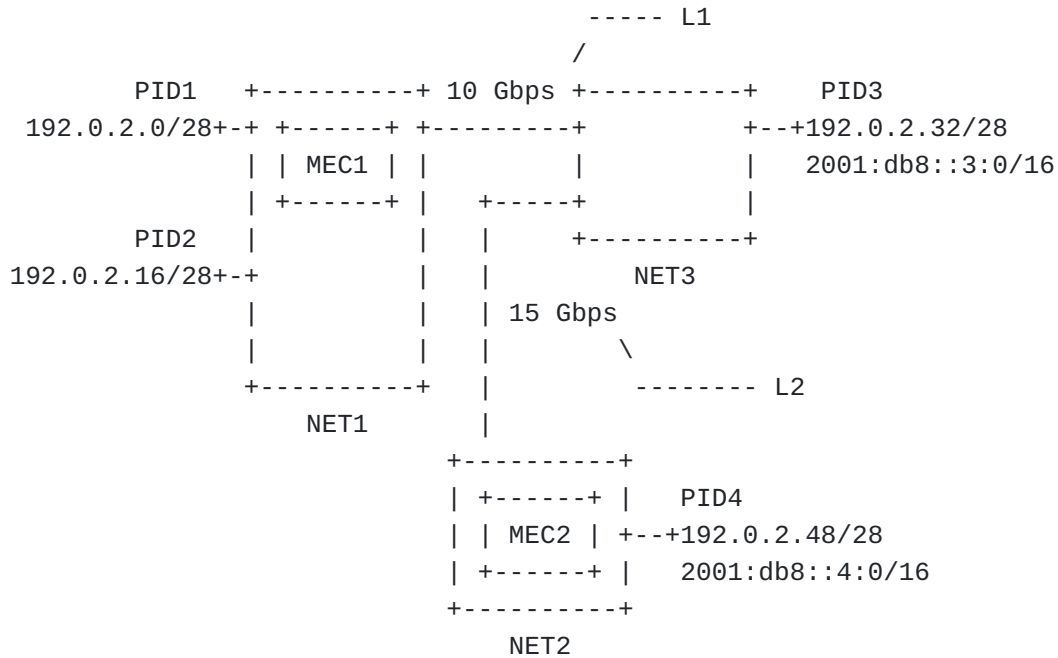 ----- L1
/
PID1 +----------+ 10 Gbps +----------+ PID3
192.0.2.0/28+-+ +------+ +---------+ +--+192.0.2.32/28
| | MEC1 | | | | 2001:db8::3:0/16
| +------+ | +-----+ |
PID2 | | | +----------+
192.0.2.16/28+-+ | | NET3
| | | 15 Gbps
| | | \
+----------+ | -------- L2
NET1 |
+----------+
| +------+ | PID4
| | MEC2 | +--+192.0.2.48/28
| +------+ | 2001:db8::4:0/16
+----------+
NET2